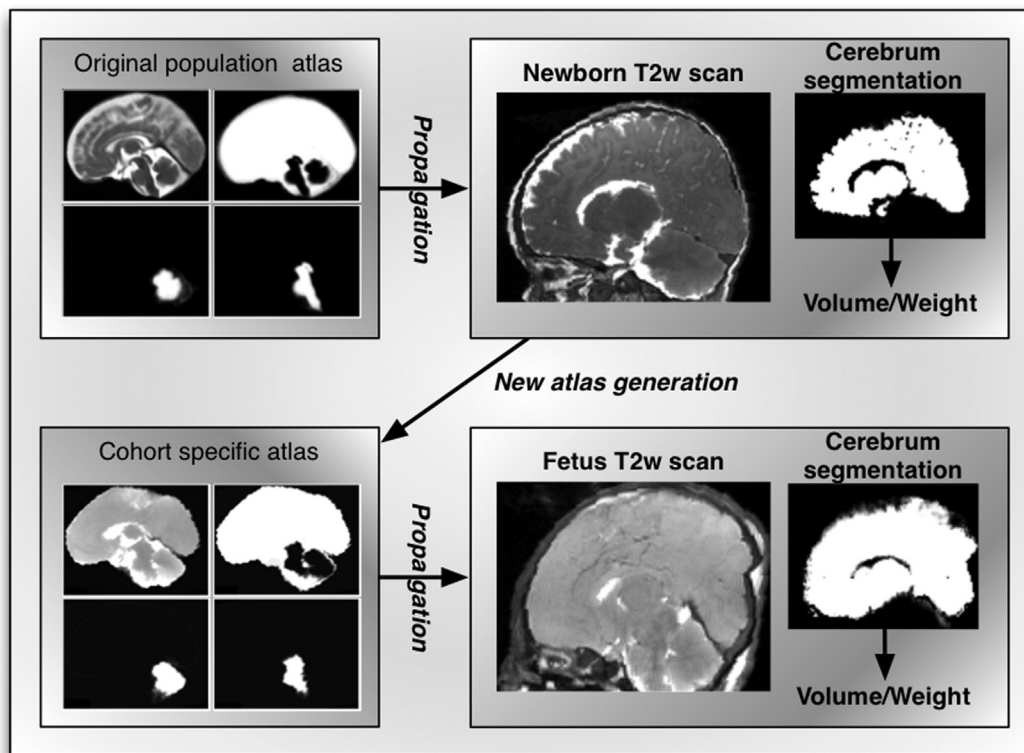 Original population atlas
Propagation
Newborn T2w scan
Cerebrum
segmentation
Volume/Weight
New atlas generation
Cohort specific atlas
Propagation
Fetus T2w scan
Cerebrum
segmentation
Volume/Weight